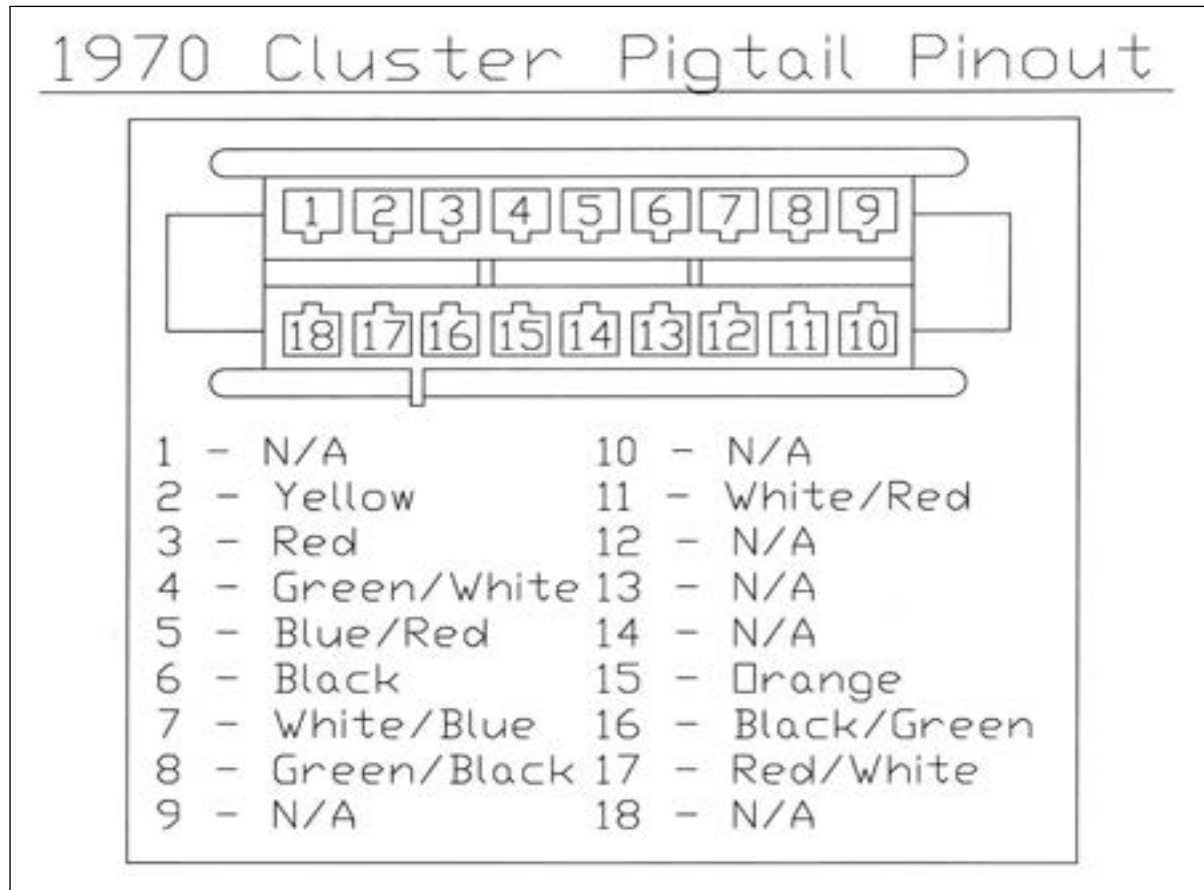 1970 Cluster Pigtail Pinout
1 2 3 4 5 6 7 8 9
18 17 16 15 14 13 12 11 10
1 - N/A
2 - Yellow
3 - Red
4 - Green/White
5 - Blue/Red
6 - Black
7 - White/Blue
8 - Green/Black
9 - N/A
10 - N/A
11 - White/Red
12 - N/A
13 - N/A
14 - N/A
15 - Orange
16 - Black/Green
17 - Red/White
18 - N/A